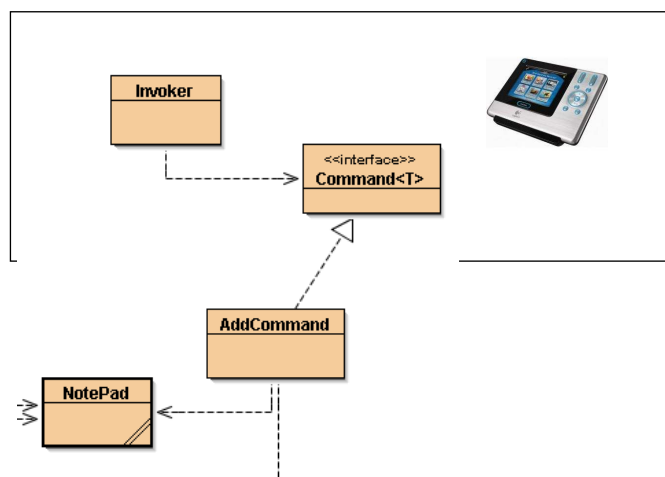 Invoker
<<interface>>
Command<T>
AddCommand
NotePad